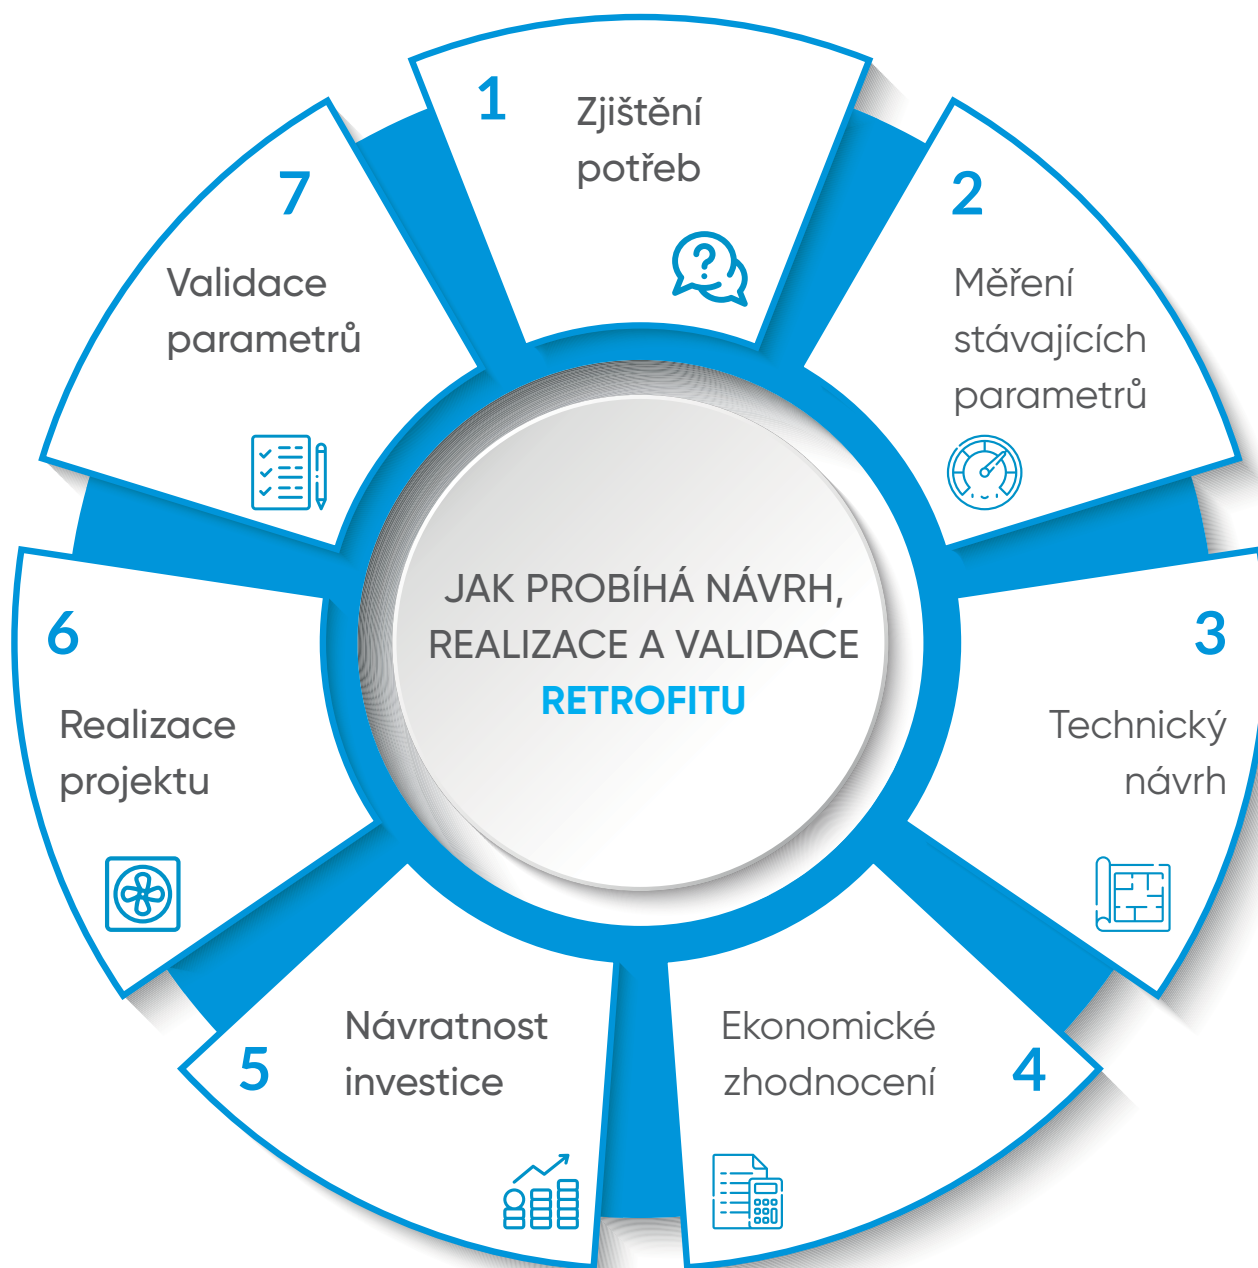 JAK PROBÍHÁ NÁVRH,
REALIZACE A VALIDACE
RETROFITU
1
Zjištění
potřeb
2
Měření
stávajících
parametrů
3
Technický
návrh
4
Ekonomické
zhodnocení
5
Návratnost
investice
6
Realizace
projektu
7
Validace
parametrů